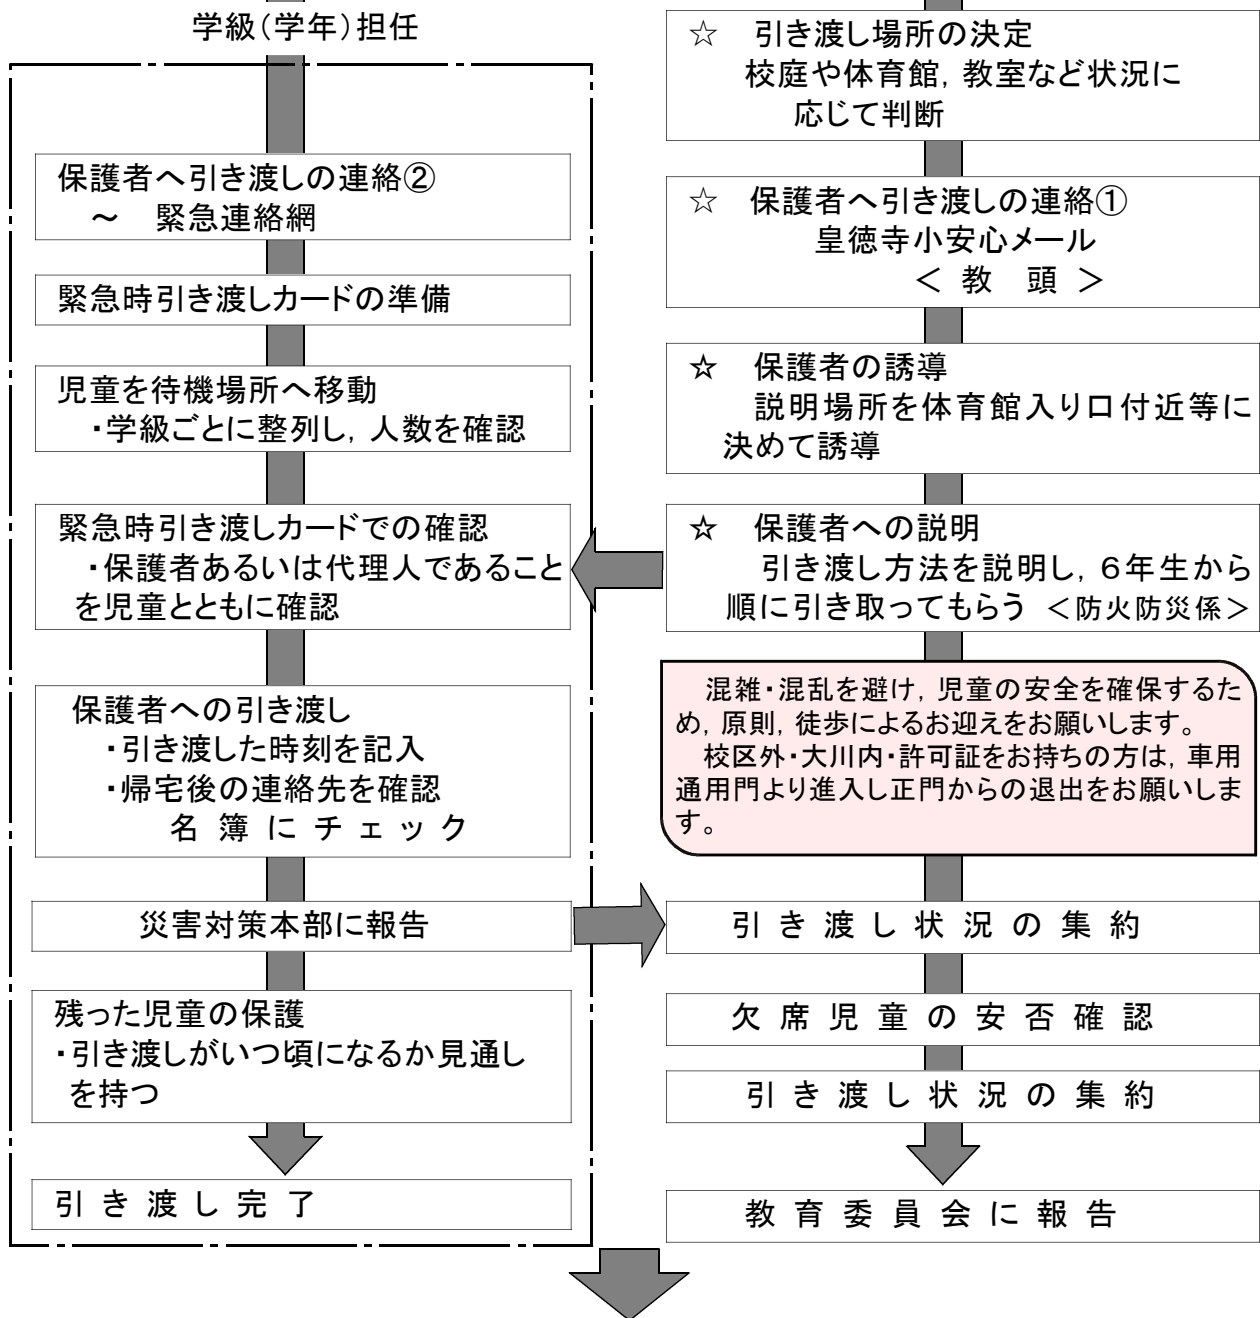 学級(学年)担任
保護者へ引き渡しの連絡②
~ 緊急連絡網
緊急時引き渡しカードの準備
児童を待機場所へ移動
・学級ごとに整列し,人数を確認
緊急時引き渡しカードでの確認
・保護者あるいは代理人であること
を児童とともに確認
保護者への引き渡し
・引き渡した時刻を記入
・帰宅後の連絡先を確認
名 簿 に チ ェ ッ ク
災害対策本部に報告
残った児童の保護
・引き渡しがいつ頃になるか見通し
を持つ
引 き 渡 し 完 了
☆ 引き渡し場所の決定
校庭や体育館,教室など状況に
応じて判断
☆ 保護者へ引き渡しの連絡①
皇徳寺小安心メール
< 教 頭 >
☆ 保護者の誘導
説明場所を体育館入り口付近等に
決めて誘導
☆ 保護者への説明
引き渡し方法を説明し,6年生から
順に引き取ってもらう <防火防災係>
混雑・混乱を避け,児童の安全を確保するた
め,原則,徒歩によるお迎えをお願いします。
校区外・大川内・許可証をお持ちの方は,車用
通用門より進入し正門からの退出をお願いしま
す。
引 き 渡 し 状 況 の 集 約
欠 席 児 童 の 安 否 確 認
引 き 渡 し 状 況 の 集 約
教 育 委 員 会 に 報 告